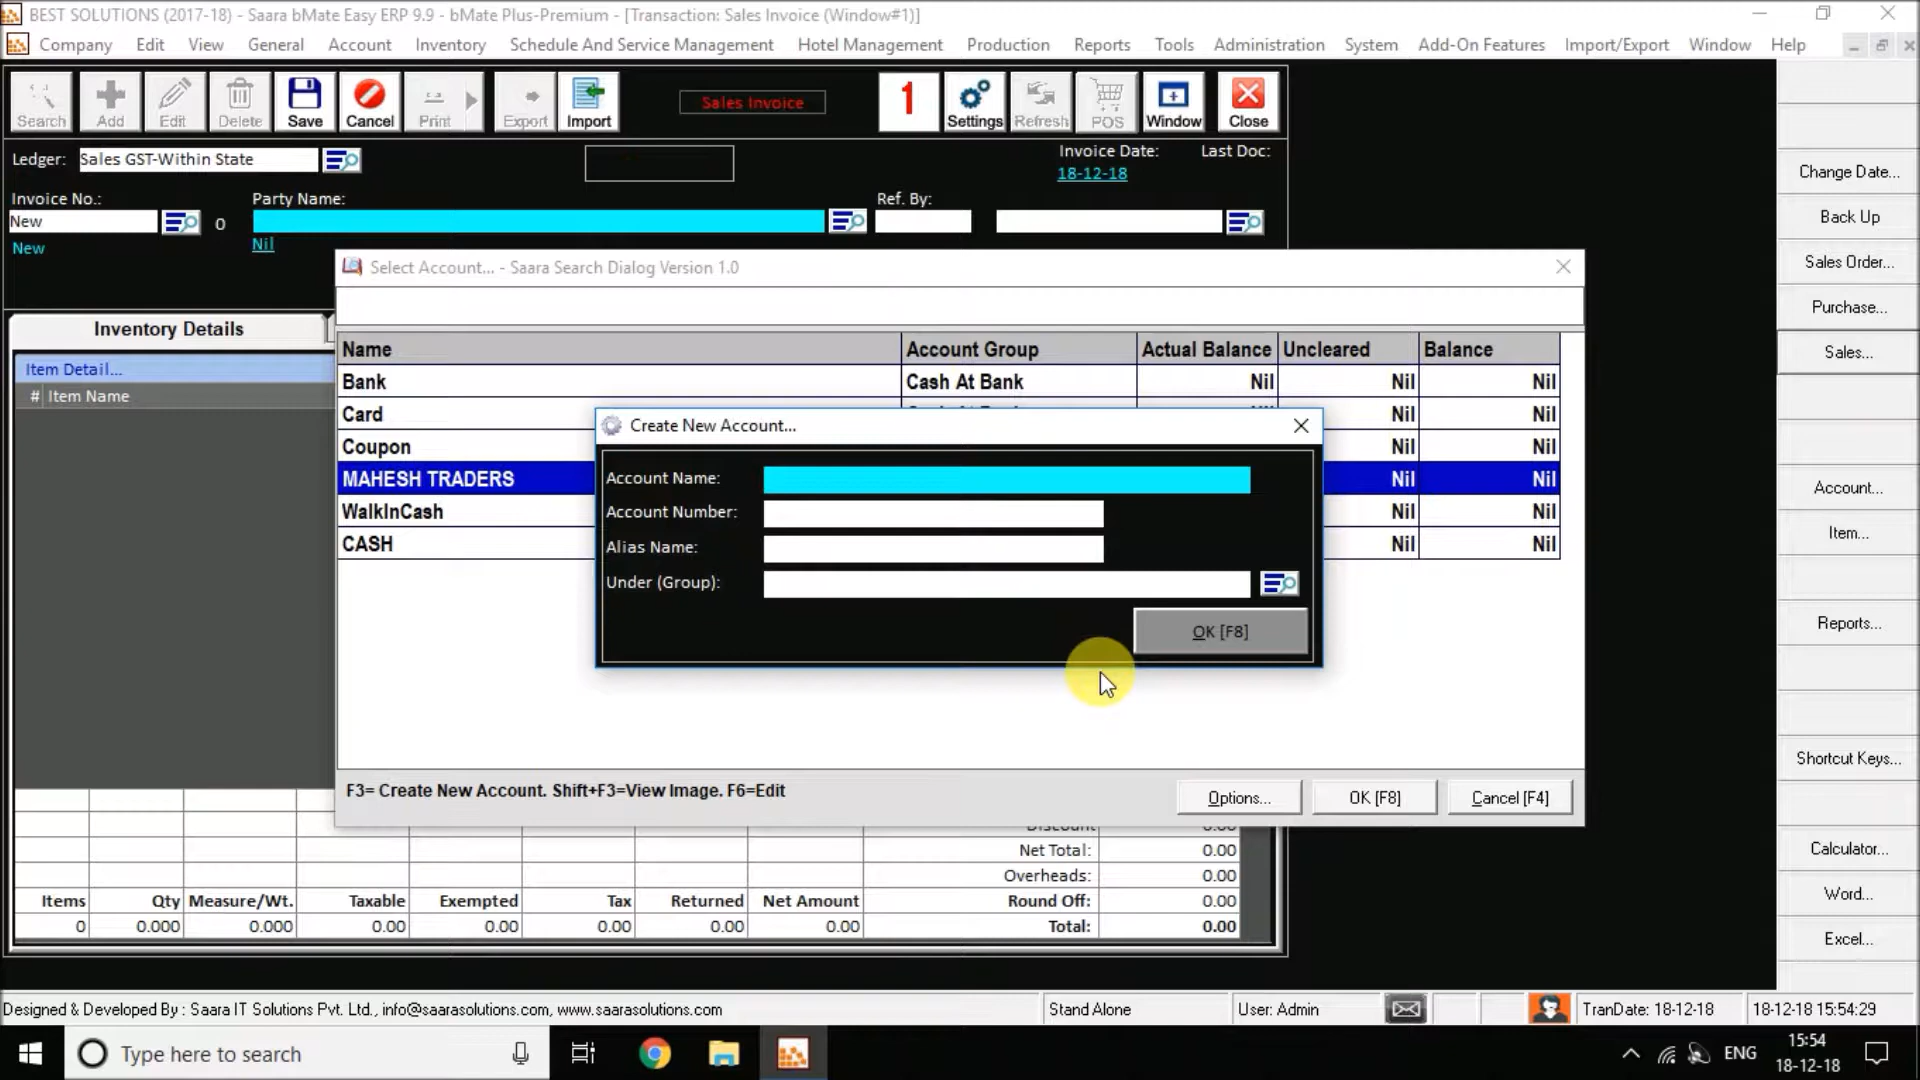 BEST SOLUTIONS (2017-18) - Saara bMate Easy ERP 9.9 - bMate Plus-Premium - [Transaction: Sales Invoice (Window#1)]
Company Edit View General Account Inventory Schedule And Service Management Hotel Management Production Reports Tools Administration System Add-On Features Import/Export Window Help
Search Add Edit Delete Save Cancel Print Export Import Sales Invoice 1 Settings Refresh POS Window Close
Ledger: Sales GST-Within State
Invoice Date: Last Doc:
18-12-18
Invoice No.: Party Name: Ref. By:
New 0
New Nil
Select Account... - Saara Search Dialog Version 1.0
Inventory Details
Item Detail...
# Item Name
Name Account Group Actual Balance Uncleared Balance
Bank Cash At Bank Nil Nil Nil
Card Nil Nil
Coupon Nil Nil
MAHESH TRADERS Nil Nil
WalkInCash Nil Nil
CASH Nil Nil
Create New Account...
Account Name:
Account Number:
Alias Name:
Under (Group):
OK [F8]
F3= Create New Account. Shift+F3=View Image. F6=Edit
Options... OK [F8] Cancel [F4]
Discount 0.00
Net Total: 0.00
Overheads: 0.00
Items Qty Measure/Wt. Taxable Exempted Tax Returned Net Amount Round Off: 0.00
0 0.000 0.000 0.00 0.00 0.00 0.00 0.00 Total: 0.00
Change Date...
Back Up
Sales Order...
Purchase...
Sales...
Account...
Item...
Reports...
Shortcut Keys...
Calculator...
Word...
Excel...
Designed & Developed By : Saara IT Solutions Pvt. Ltd., info@saarasolutions.com, www.saarasolutions.com Stand Alone User: Admin TranDate: 18-12-18 18-12-18 15:54:29
Type here to search ENG 15:54
18-12-18